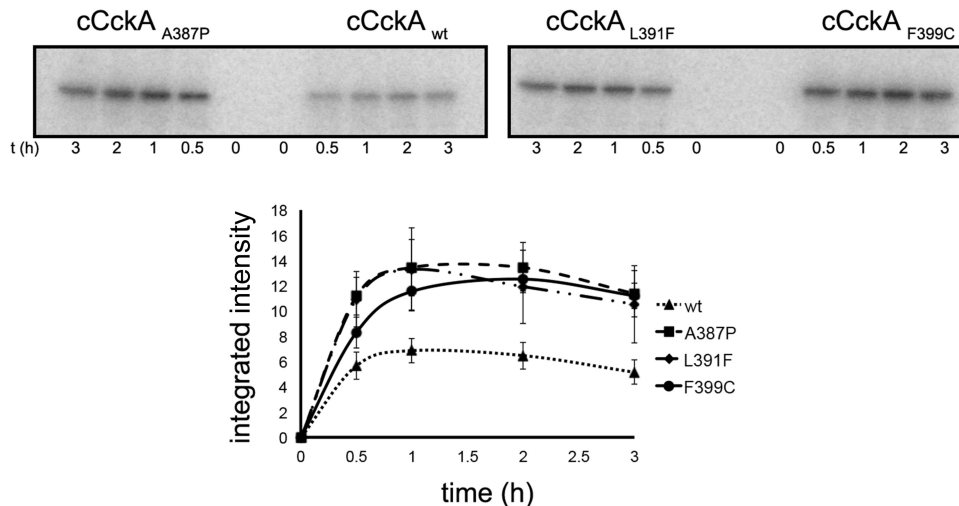 cCckA A387P cCckA wt cCckA L391F cCckA F399C
t (h) 3 2 1 0.5 0 0 0.5 1 2 3 3 2 1 0.5 0 0 0.5 1 2 3
integrated intensity
18
16
14
12
10
8
6
4
2
0
wt
A387P
L391F
F399C
0 0.5 1 1.5 2 2.5 3
time (h)